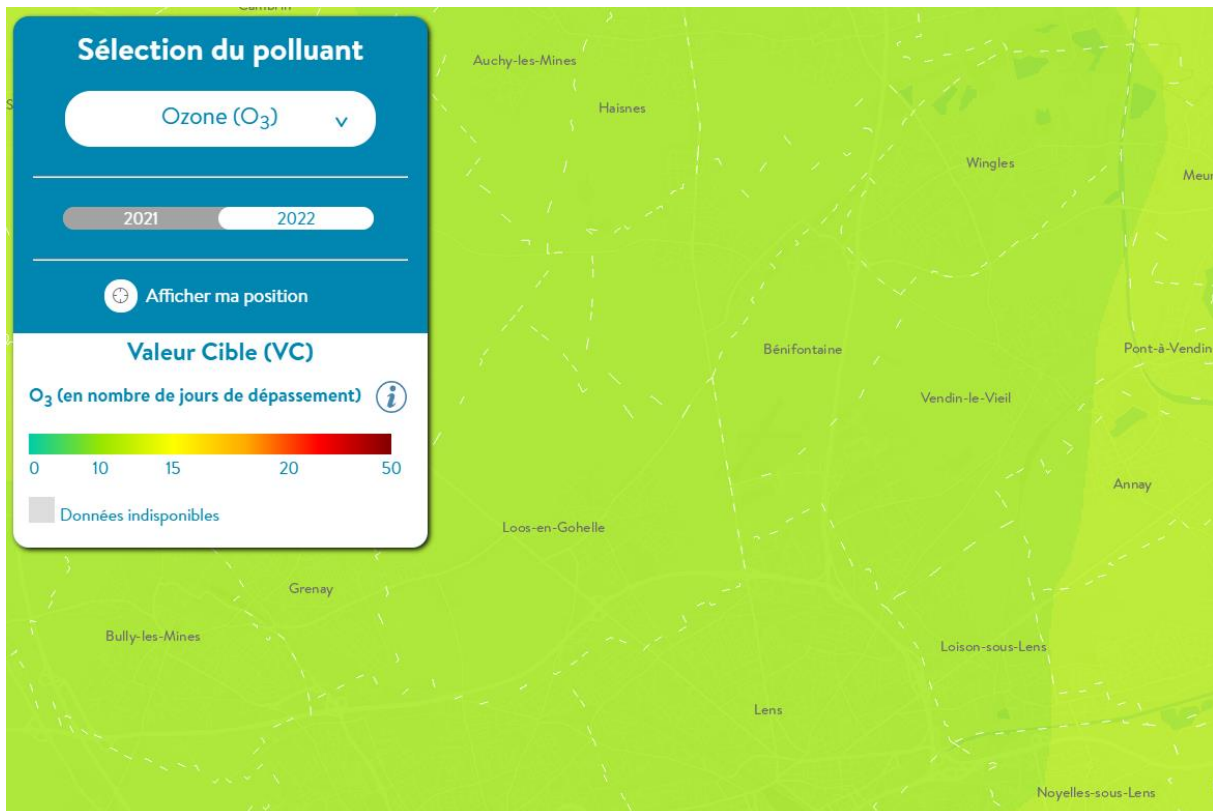 Sélection du polluant
Ozone (O3)
2021 2022
Afficher ma position
Valeur Cible (VC)
O3 (en nombre de jours de dépassement) i
0 10 15 20 50
Données indisponibles
Auchy-les-Mines
Haisnes
Wingles
Meur
Bénifontaine
Pont-à-Vendin
Vendin-le-Vieil
Annay
Loos-en-Gohelle
Grenay
Bully-les-Mines
Loison-sous-Lens
Lens
Noyelles-sous-Lens